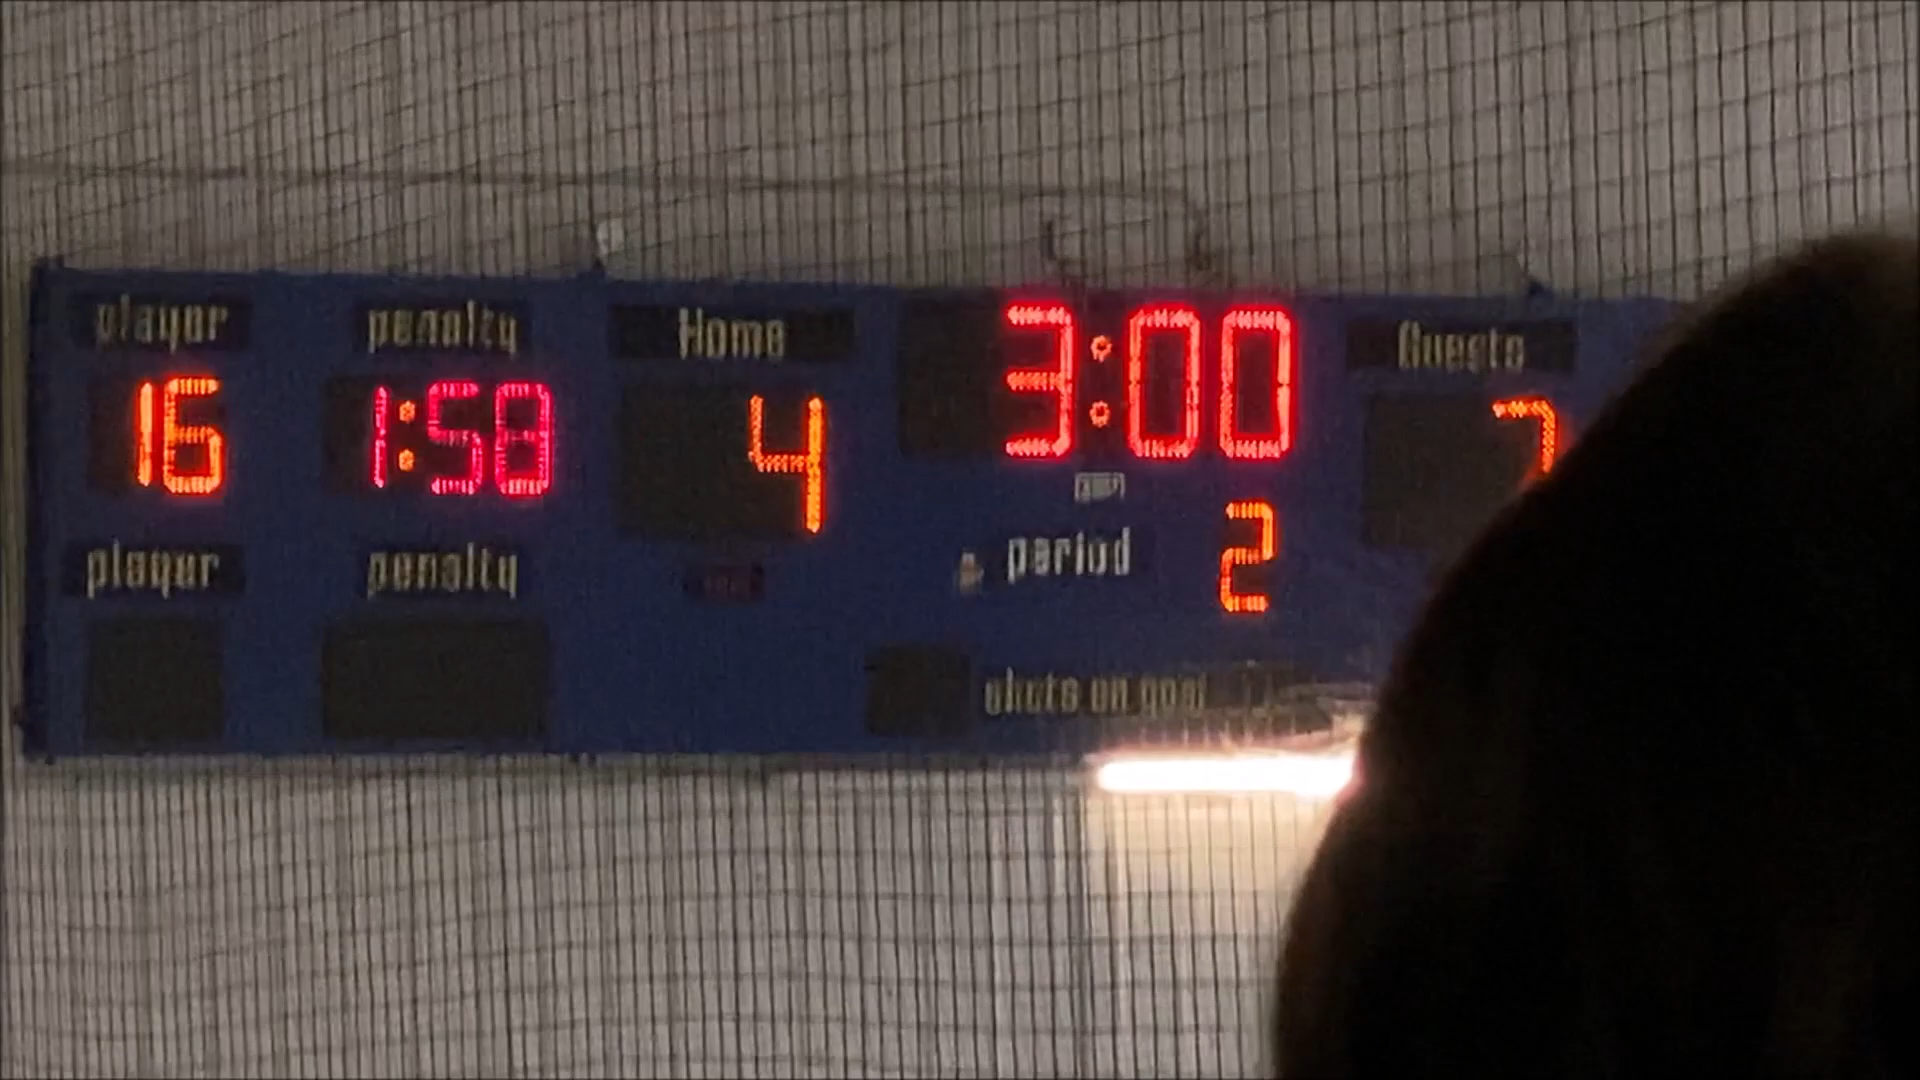 player penalty Home 3:00 Guests
16 1:58 4 7
player penalty period 2
shots on goal